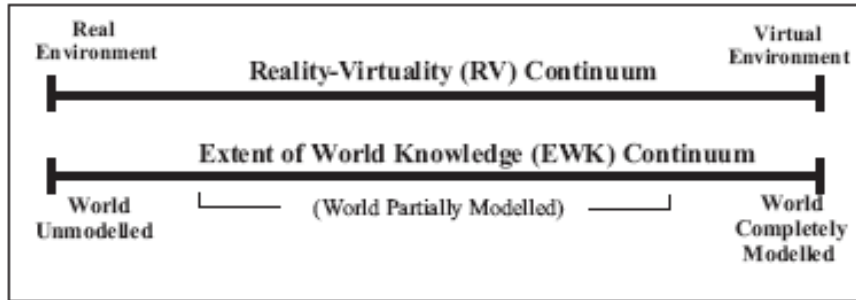 Real
Environment
Virtual
Environment
Reality-Virtuality (RV) Continuum
Extent of World Knowledge (EWK) Continuum
World
Unmodelled
(World Partially Modelled)
World
Completely
Modelled